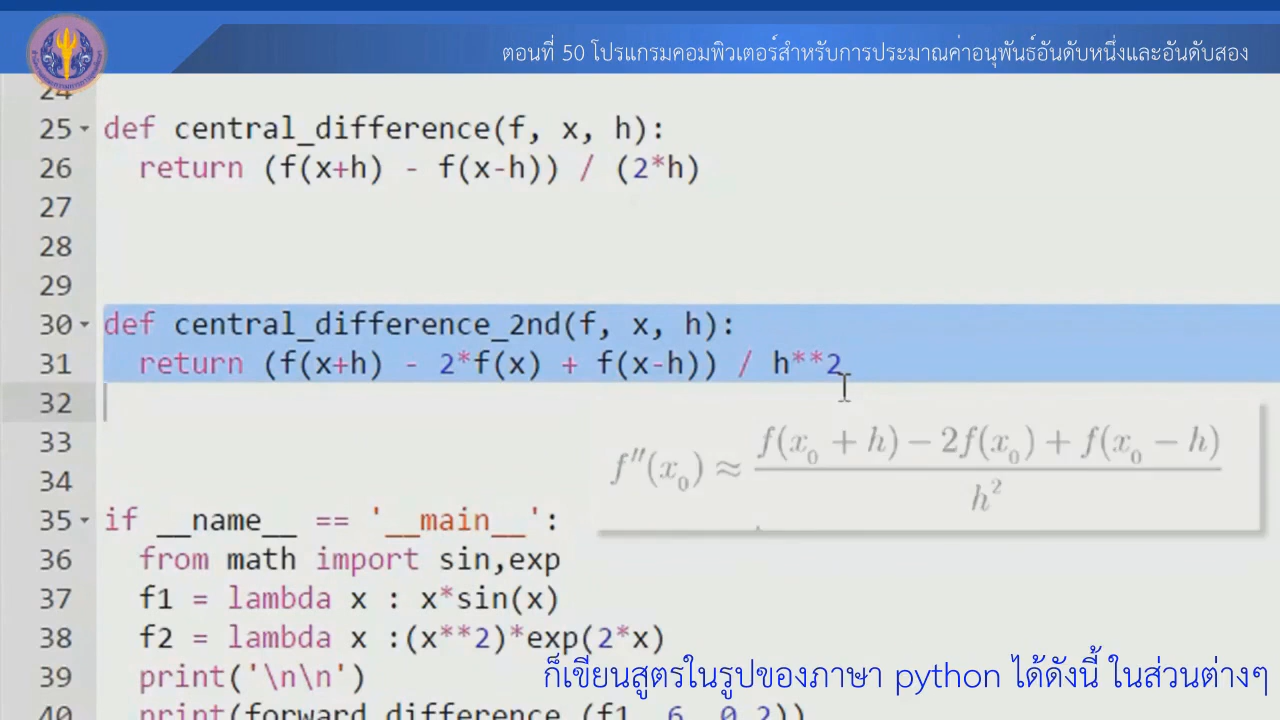 ตอนที่ 50 โปรแกรมคอมพิวเตอร์สำหรับการประมาณค่าอนุพันธ์อันดับหนึ่งและอันดับสอง
24
25 def central_difference(f, x, h):
26 return (f(x+h) - f(x-h)) / (2*h)
27
28
29
30 def central_difference_2nd(f, x, h):
31 return (f(x+h) - 2*f(x) + f(x-h)) / h**2
32
33
f''(x₀) ≈ f(x₀ + h) − 2f(x₀) + f(x₀ − h) / h²
34
35 if __name__ == '__main__':
36 from math import sin,exp
37 f1 = lambda x : x*sin(x)
38 f2 = lambda x :(x**2)*exp(2*x)
39 print('\n\n')
40 print(forward_difference (f1, 6, 0.2))
ก็เขียนสูตรในรูปของภาษา python ได้ดังนี้ ในส่วนต่างๆ